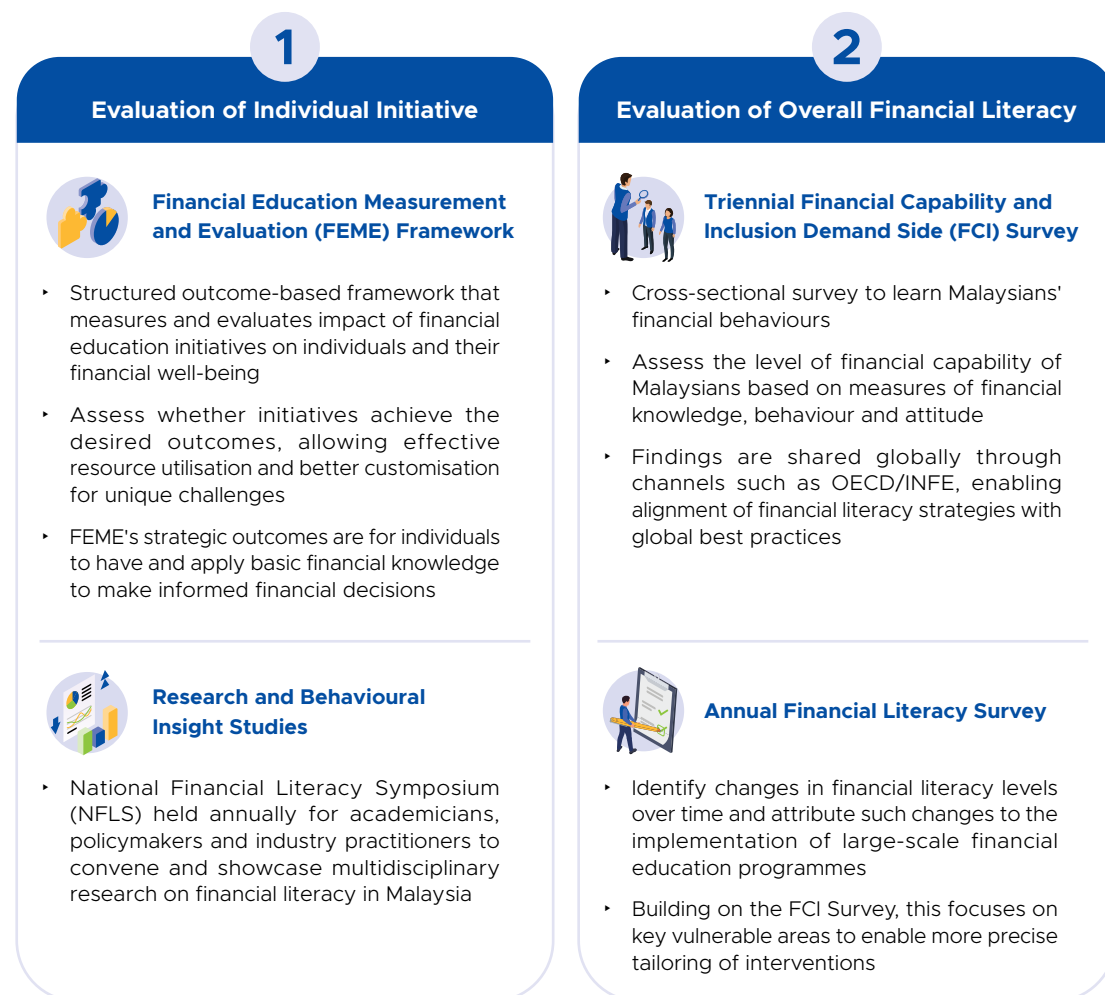 1
Evaluation of Individual Initiative
Financial Education Measurement
and Evaluation (FEME) Framework
‣ Structured outcome-based framework that
measures and evaluates impact of financial
education initiatives on individuals and their
financial well-being
‣ Assess whether initiatives achieve the
desired outcomes, allowing effective
resource utilisation and better customisation
for unique challenges
‣ FEME's strategic outcomes are for individuals
to have and apply basic financial knowledge
to make informed financial decisions
Research and Behavioural
Insight Studies
‣ National Financial Literacy Symposium
(NFLS) held annually for academicians,
policymakers and industry practitioners to
convene and showcase multidisciplinary
research on financial literacy in Malaysia
2
Evaluation of Overall Financial Literacy
Triennial Financial Capability and
Inclusion Demand Side (FCI) Survey
‣ Cross-sectional survey to learn Malaysians'
financial behaviours
‣ Assess the level of financial capability of
Malaysians based on measures of financial
knowledge, behaviour and attitude
‣ Findings are shared globally through
channels such as OECD/INFE, enabling
alignment of financial literacy strategies with
global best practices
Annual Financial Literacy Survey
‣ Identify changes in financial literacy levels
over time and attribute such changes to the
implementation of large-scale financial
education programmes
‣ Building on the FCI Survey, this focuses on
key vulnerable areas to enable more precise
tailoring of interventions